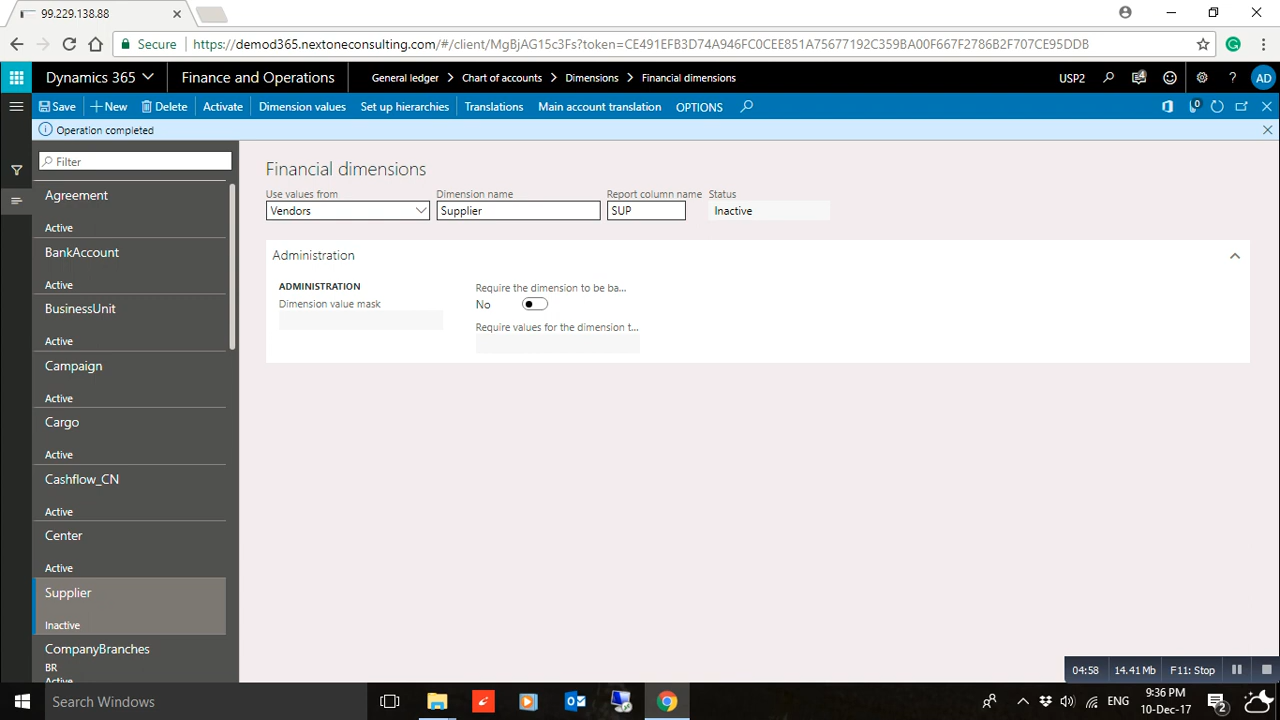 99.229.138.88
Secure https://demod365.nextoneconsulting.com/#/client/MgBjAG15c3Fs?token=CE491EFB3D74A946FC0CEE851A75677192C359BA00F667F2786B2F707CE95DDB
Dynamics 365 Finance and Operations General ledger Chart of accounts Dimensions Financial dimensions USP2 ? AD
Save + New Delete Activate Dimension values Set up hierarchies Translations Main account translation OPTIONS 0
Operation completed
Filter
Agreement
Active
BankAccount
Active
BusinessUnit
Active
Campaign
Active
Cargo
Active
Cashflow_CN
Active
Center
Active
Supplier
Inactive
CompanyBranches
BR
Active
Financial dimensions
Use values from Dimension name Report column name Status
Vendors Supplier SUP Inactive
Administration
ADMINISTRATION
Dimension value mask
Require the dimension to be ba...
No
Require values for the dimension t...
04:58 14.41 Mb F11: Stop
Search Windows
ENG
9:36 PM
10-Dec-17
2